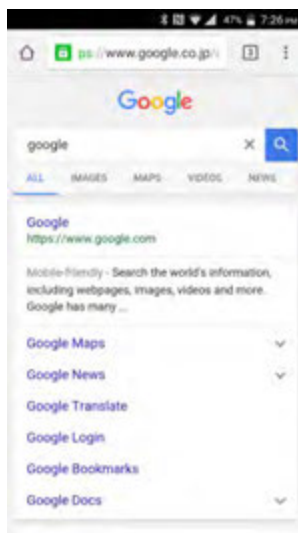 47% 7:26 PM
ps://www.google.co.jp/ 3
Google
google
ALL IMAGES MAPS VIDEOS NEWS
Google
https://www.google.com
Mobile-friendly - Search the world's information,
including webpages, images, videos and more.
Google has many ...
Google Maps
Google News
Google Translate
Google Login
Google Bookmarks
Google Docs